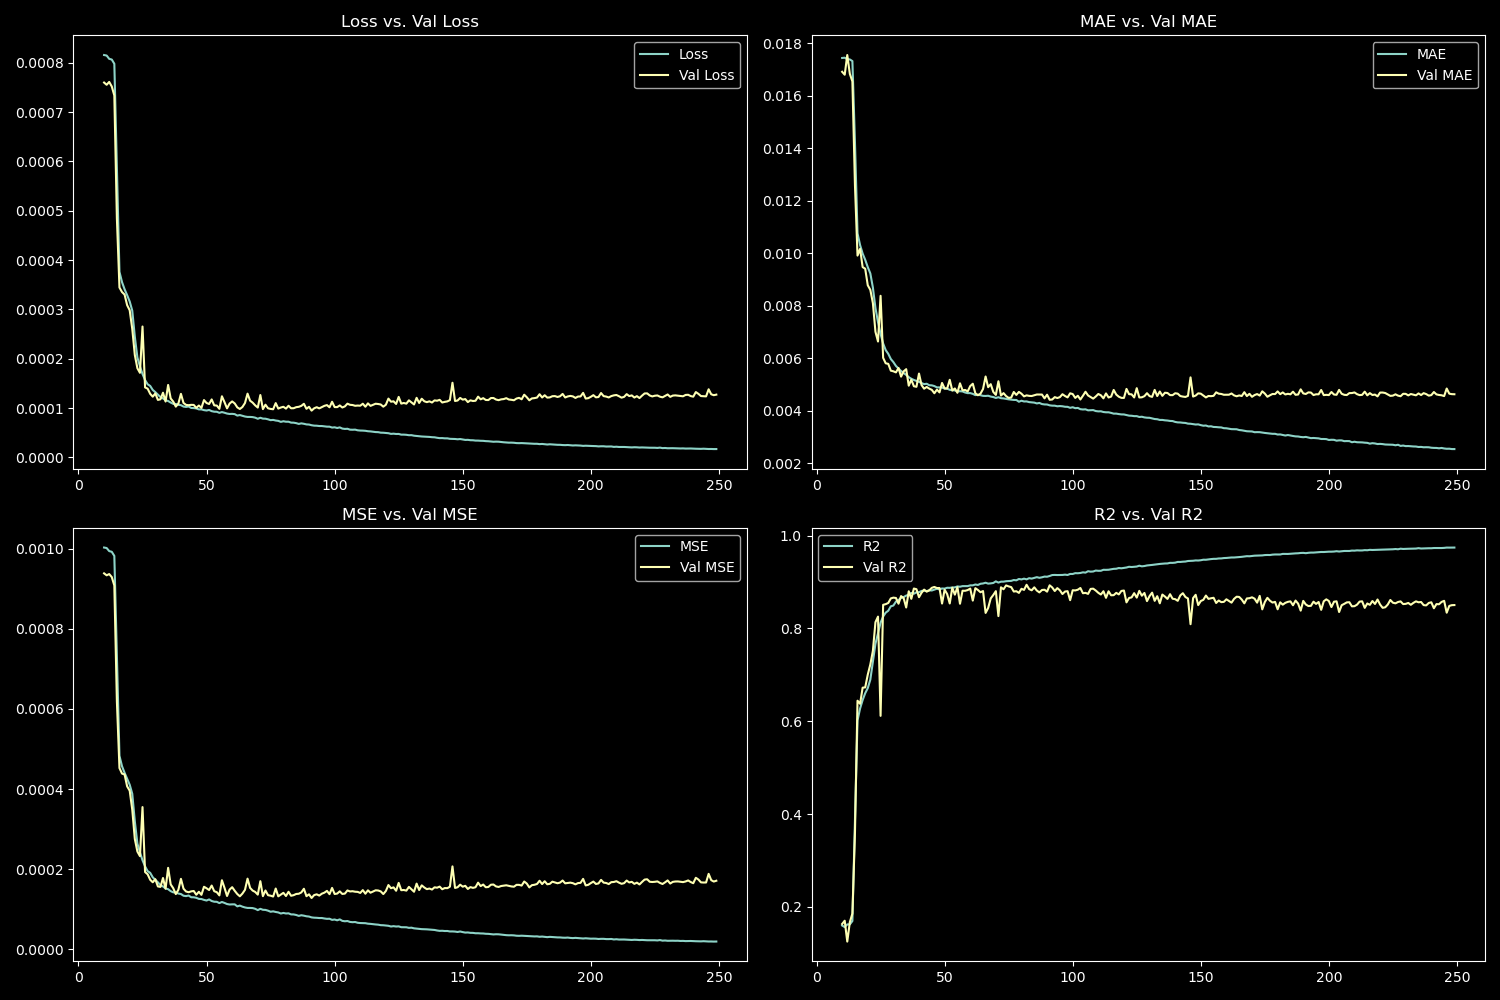 Loss vs. Val Loss
0.0008
0.0007
0.0006
0.0005
0.0004
0.0003
0.0002
0.0001
0.0000
0 50 100 150 200 250
Loss
Val Loss
MAE vs. Val MAE
0.018
0.016
0.014
0.012
0.010
0.008
0.006
0.004
0.002
0 50 100 150 200 250
MAE
Val MAE
MSE vs. Val MSE
0.0010
0.0008
0.0006
0.0004
0.0002
0.0000
0 50 100 150 200 250
MSE
Val MSE
R2 vs. Val R2
1.0
0.8
0.6
0.4
0.2
0 50 100 150 200 250
R2
Val R2